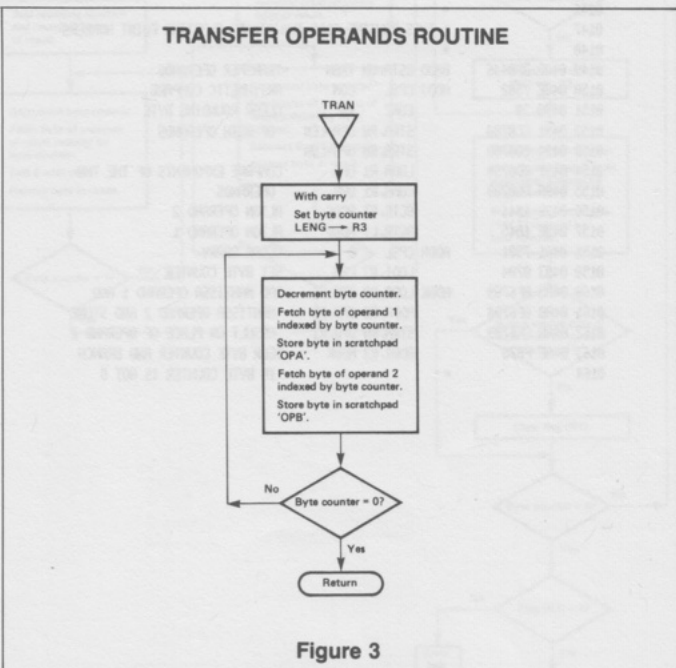 TRANSFER OPERANDS ROUTINE
TRAN
With carry
Set byte counter
LENG → R3
Decrement byte counter.
Fetch byte of operand 1
indexed by byte counter.
Store byte in scratchpad
'OPA'.
Fetch byte of operand 2
indexed by byte counter.
Store byte in scratchpad
'OPB'.
No
Byte counter = 0?
Yes
Return
Figure 3